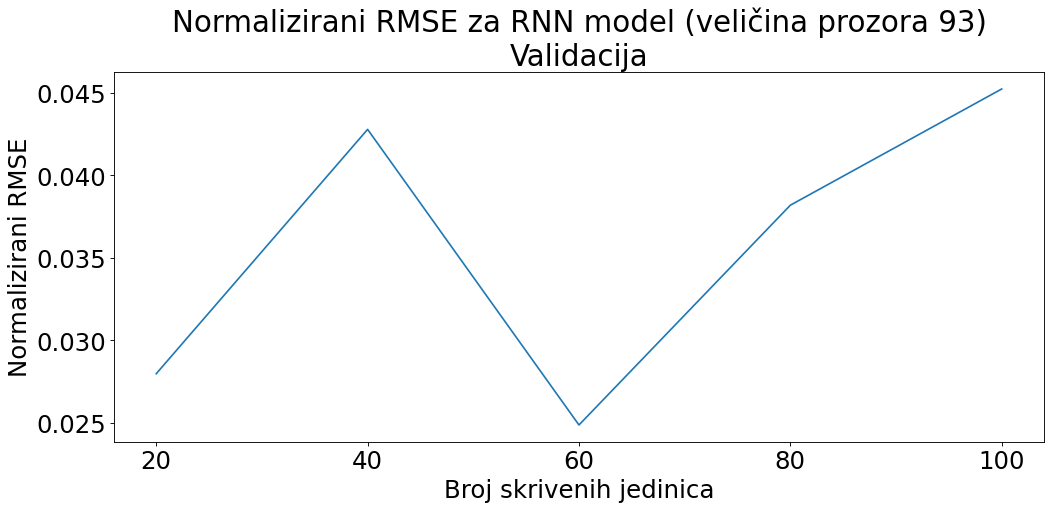 Normalizirani RMSE za RNN model (veličina prozora 93)
Validacija
Normalizirani RMSE
0.045
0.040
0.035
0.030
0.025
20 40 60 80 100
Broj skrivenih jedinica